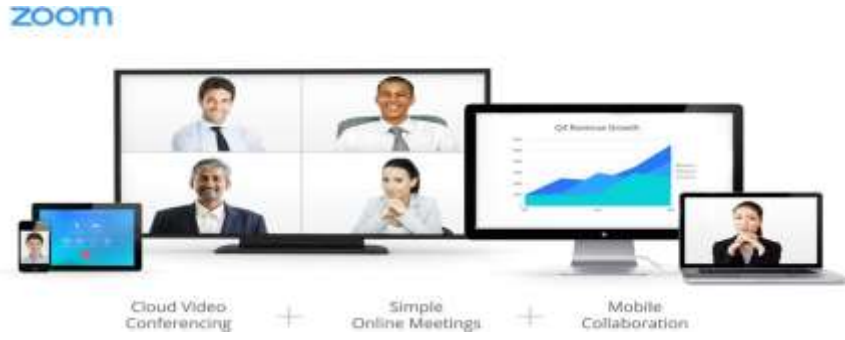 zoom
Q4 Revenue Growth
Cloud Video
Conferencing
+
Simple
Online Meetings
+
Mobile
Collaboration